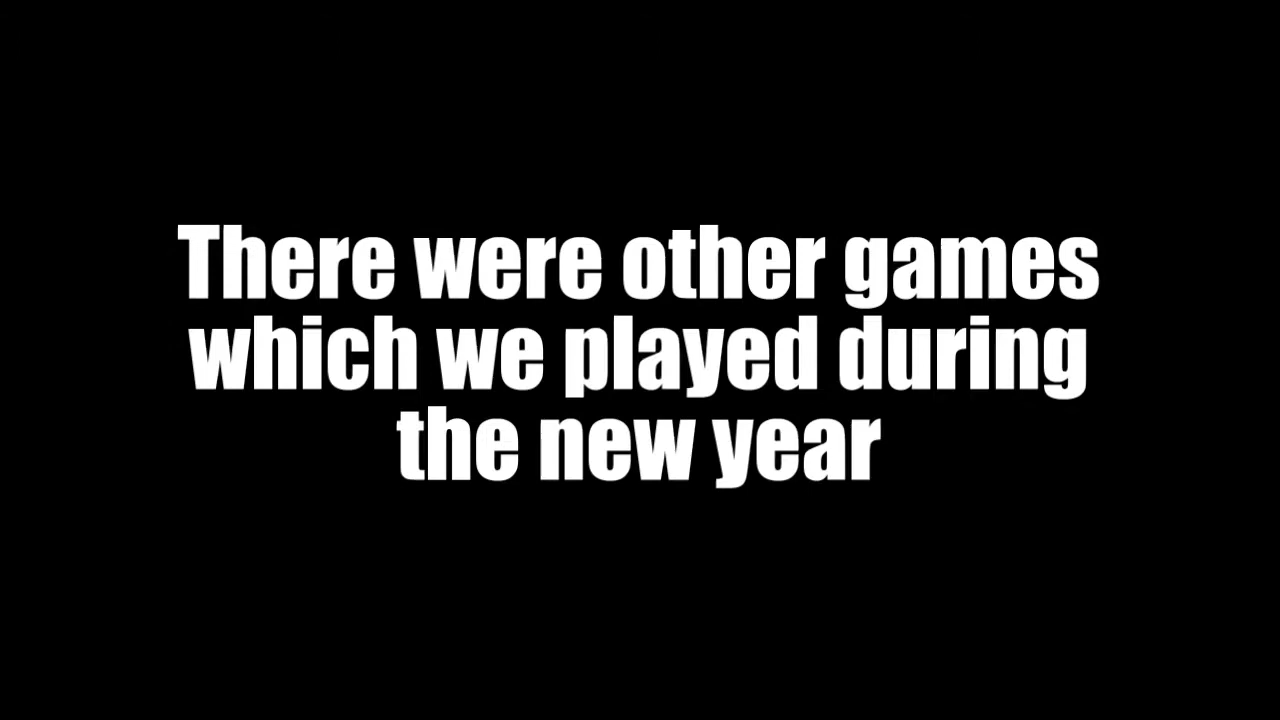 There were other games
which we played during
the new year